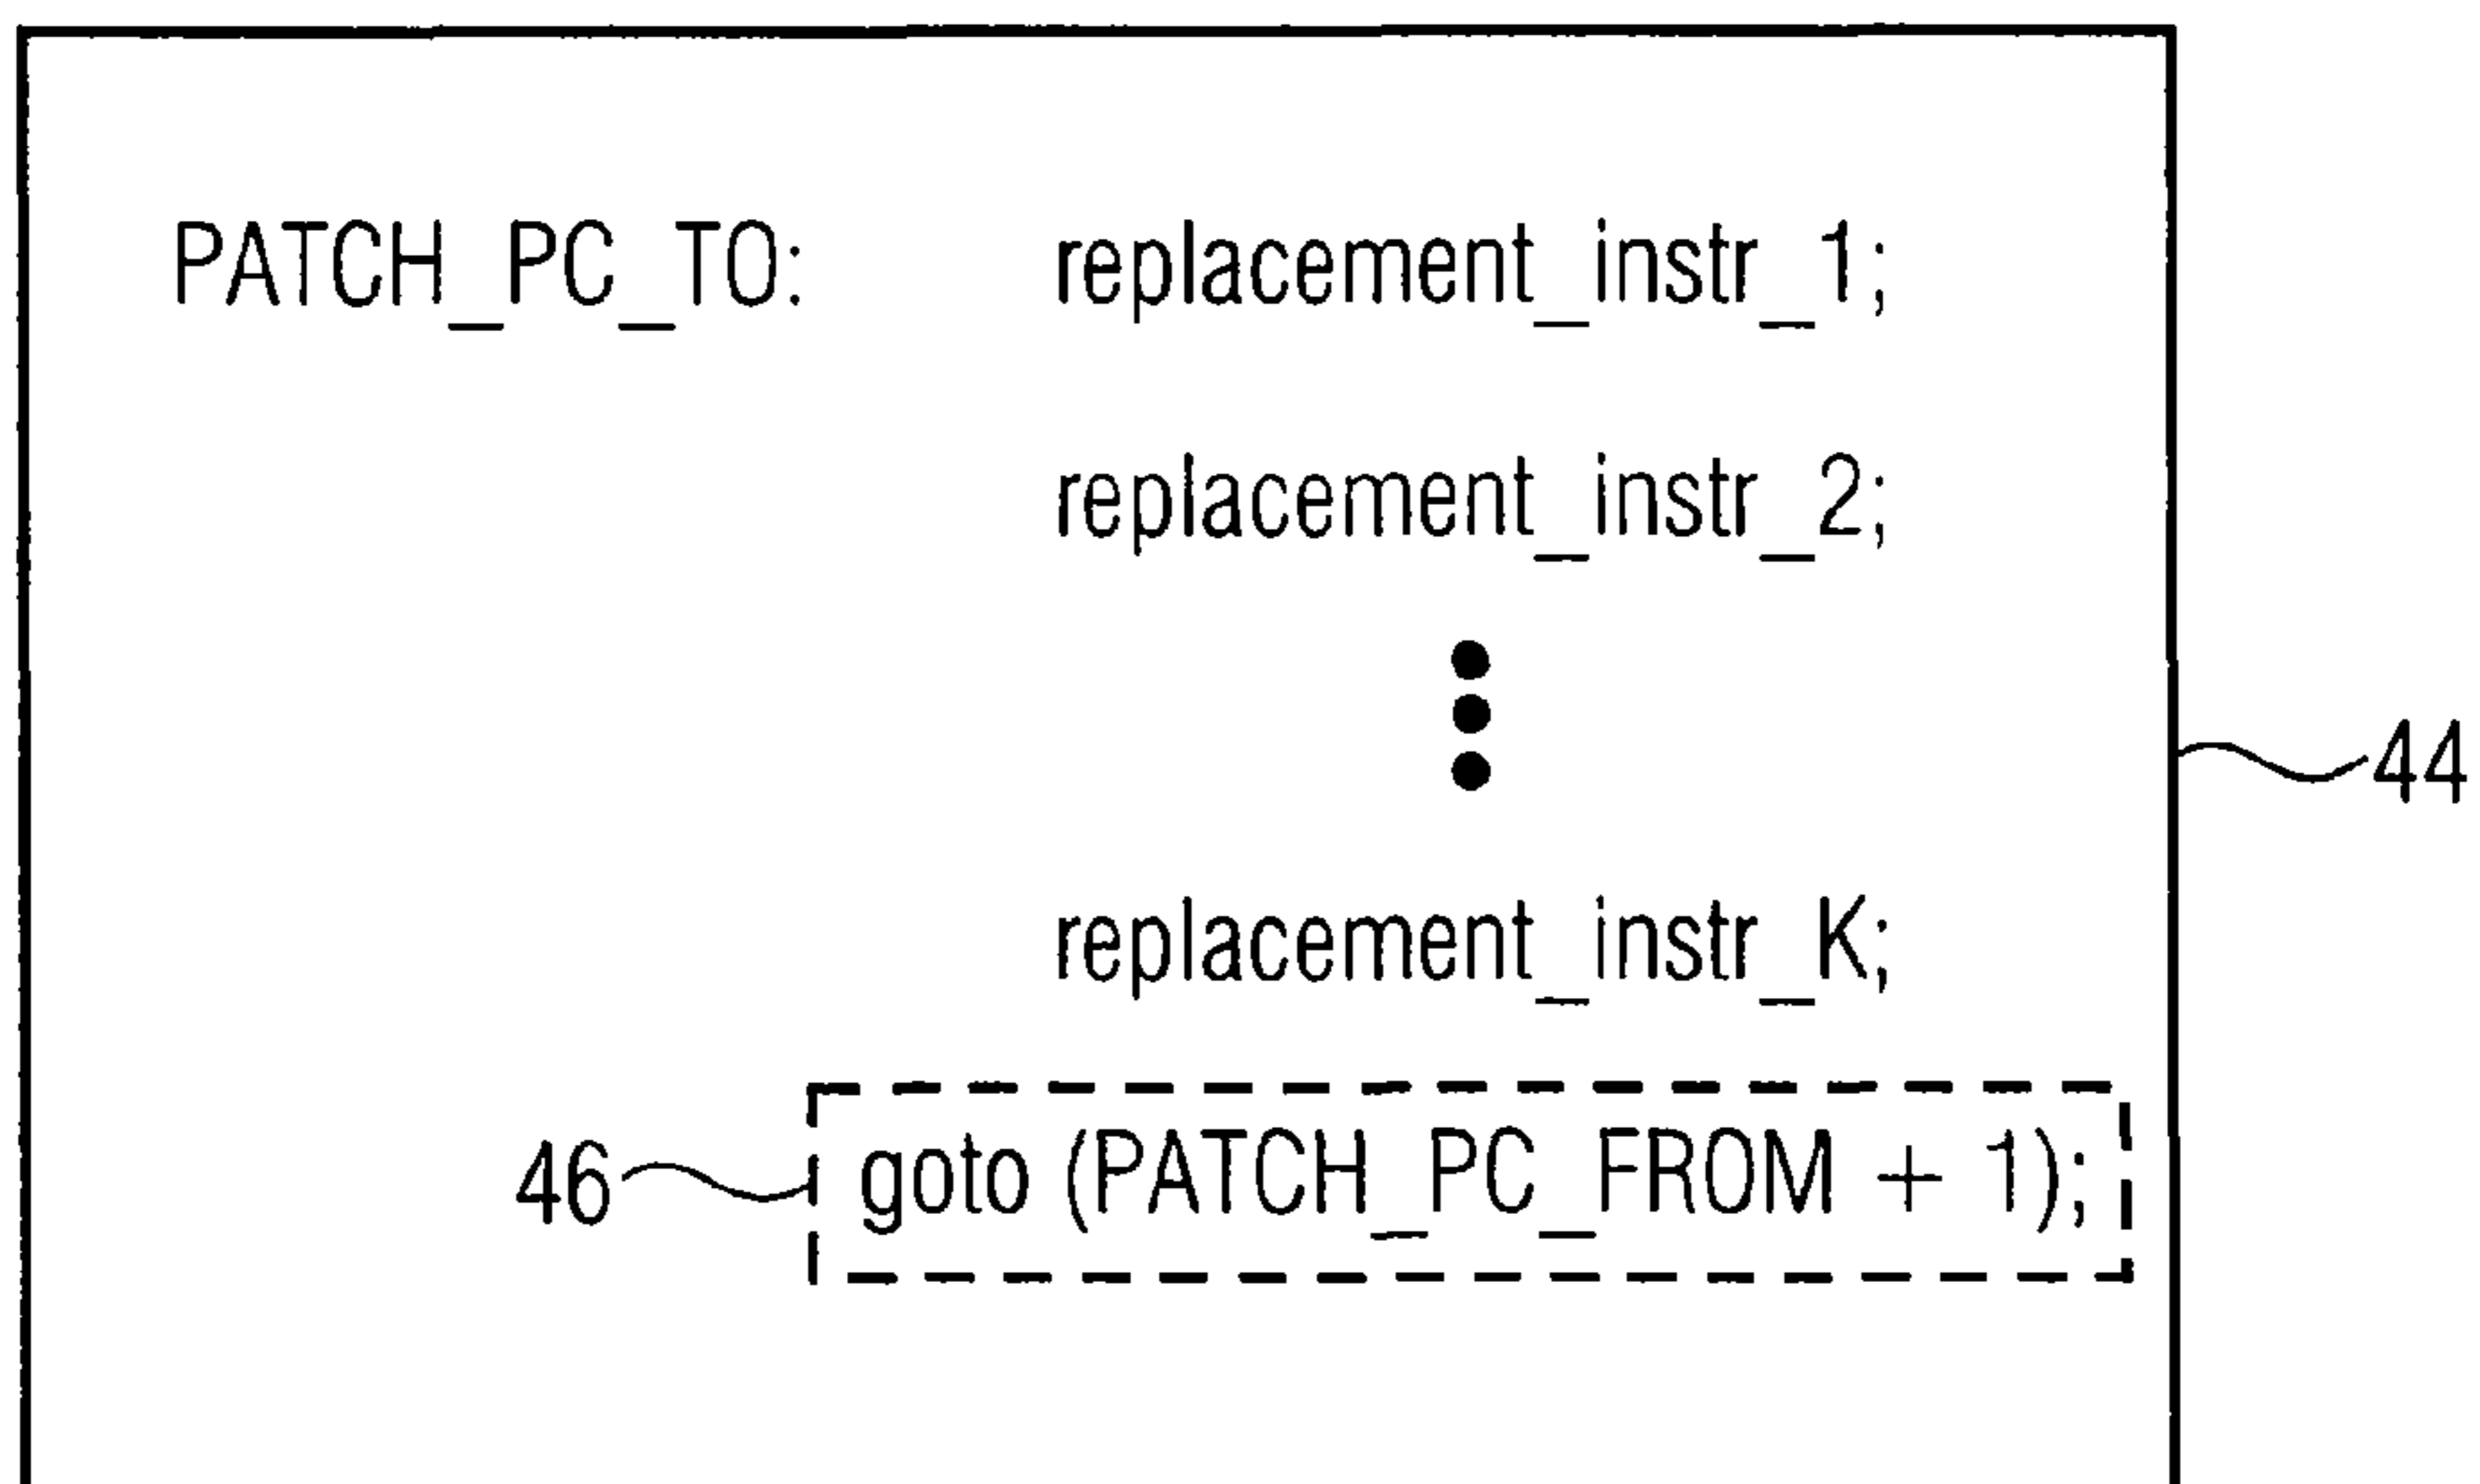 PATCH_PC_TO: replacement_instr_1;
replacement_instr_2;
44
replacement_instr_K;
46 goto (PATCH_PC_FROM + 1);